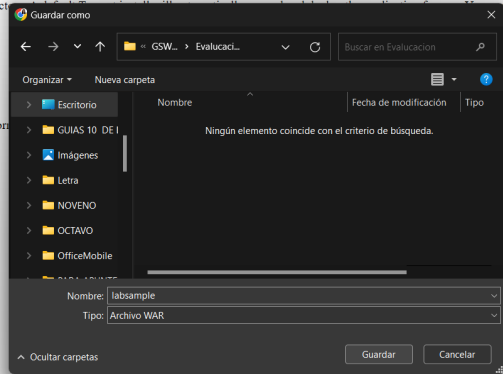 Guardar como
« GSW... › Evalucaci...
Buscar en Evalucacion
Organizar
Nueva carpeta
Nombre
Fecha de modificación
Tipo
Escritorio
GUIAS 10 DE I
Imágenes
Letra
NOVENO
OCTAVO
OfficeMobile
Ningún elemento coincide con el criterio de búsqueda.
Nombre: labsample
Tipo: Archivo WAR
Ocultar carpetas
Guardar
Cancelar